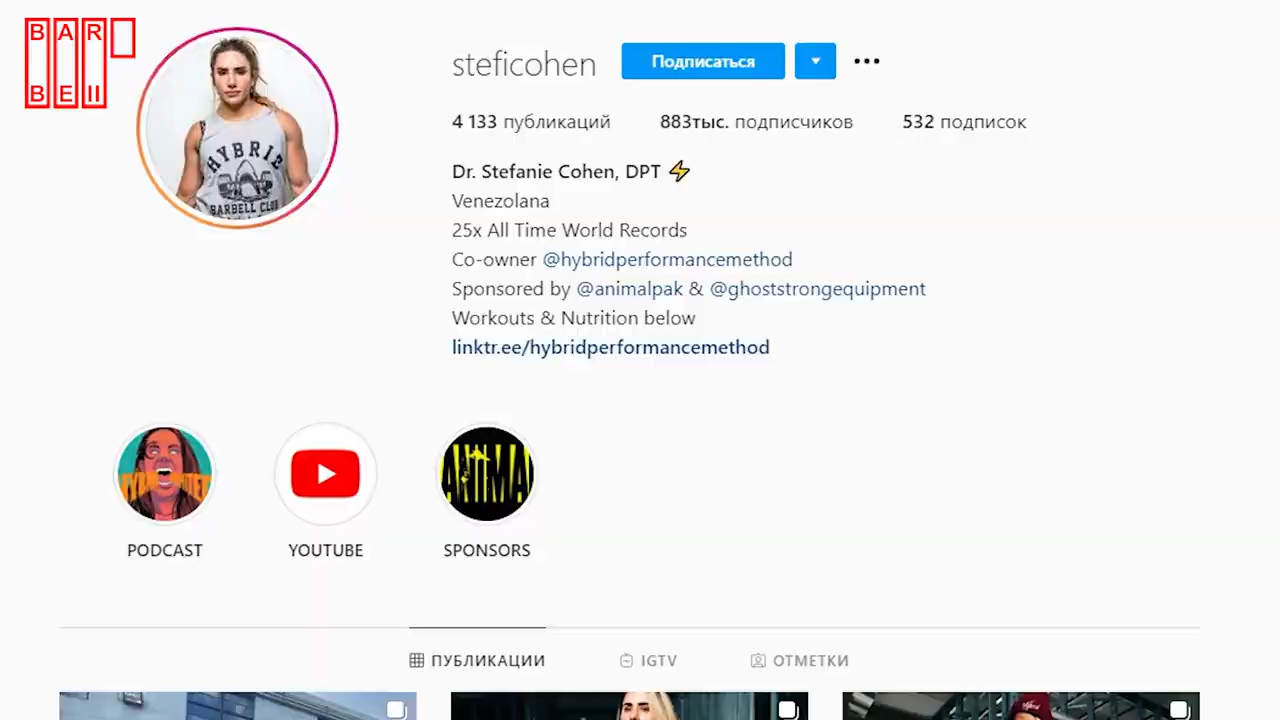 BAR
BEll
steficohen Подписаться
4 133 публикаций 883тыс. подписчиков 532 подписок
Dr. Stefanie Cohen, DPT ⚡
Venezolana
25x All Time World Records
Co-owner @hybridperformancemethod
Sponsored by @animalpak & @ghoststrongequipment
Workouts & Nutrition below
linktr.ee/hybridperformancemethod
HYBRID
BARBELL CLUB
ANIMA
PODCAST YOUTUBE SPONSORS
ПУБЛИКАЦИИ IGTV ОТМЕТКИ